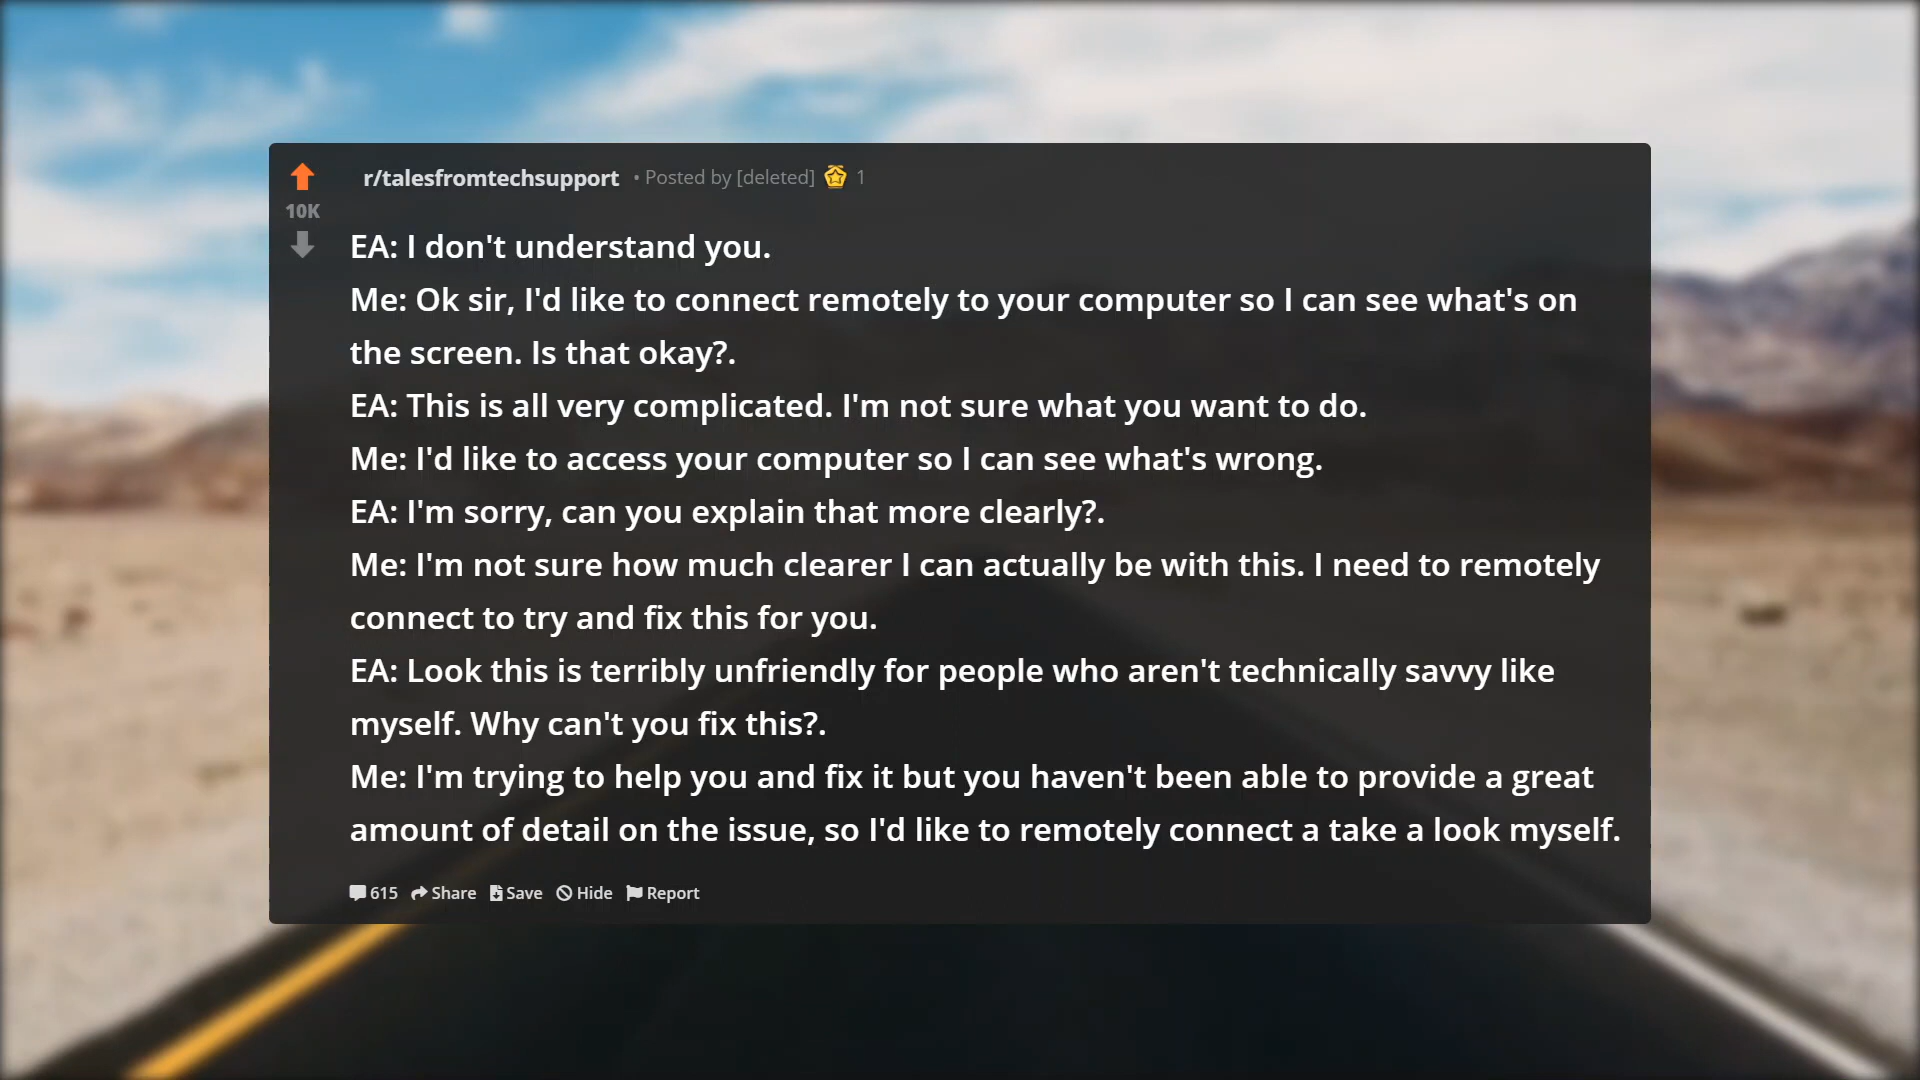 r/talesfromtechsupport • Posted by [deleted] 1
10K
EA: I don't understand you.
Me: Ok sir, I'd like to connect remotely to your computer so I can see what's on
the screen. Is that okay?.
EA: This is all very complicated. I'm not sure what you want to do.
Me: I'd like to access your computer so I can see what's wrong.
EA: I'm sorry, can you explain that more clearly?.
Me: I'm not sure how much clearer I can actually be with this. I need to remotely
connect to try and fix this for you.
EA: Look this is terribly unfriendly for people who aren't technically savvy like
myself. Why can't you fix this?.
Me: I'm trying to help you and fix it but you haven't been able to provide a great
amount of detail on the issue, so I'd like to remotely connect a take a look myself.
615 Share Save Hide Report